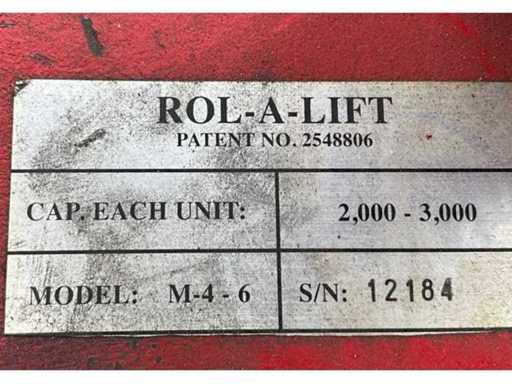 ROL-A-LIFT
PATENT NO. 2548806
CAP. EACH UNIT: 2,000 - 3,000
MODEL: M-4 - 6 S/N: 12184